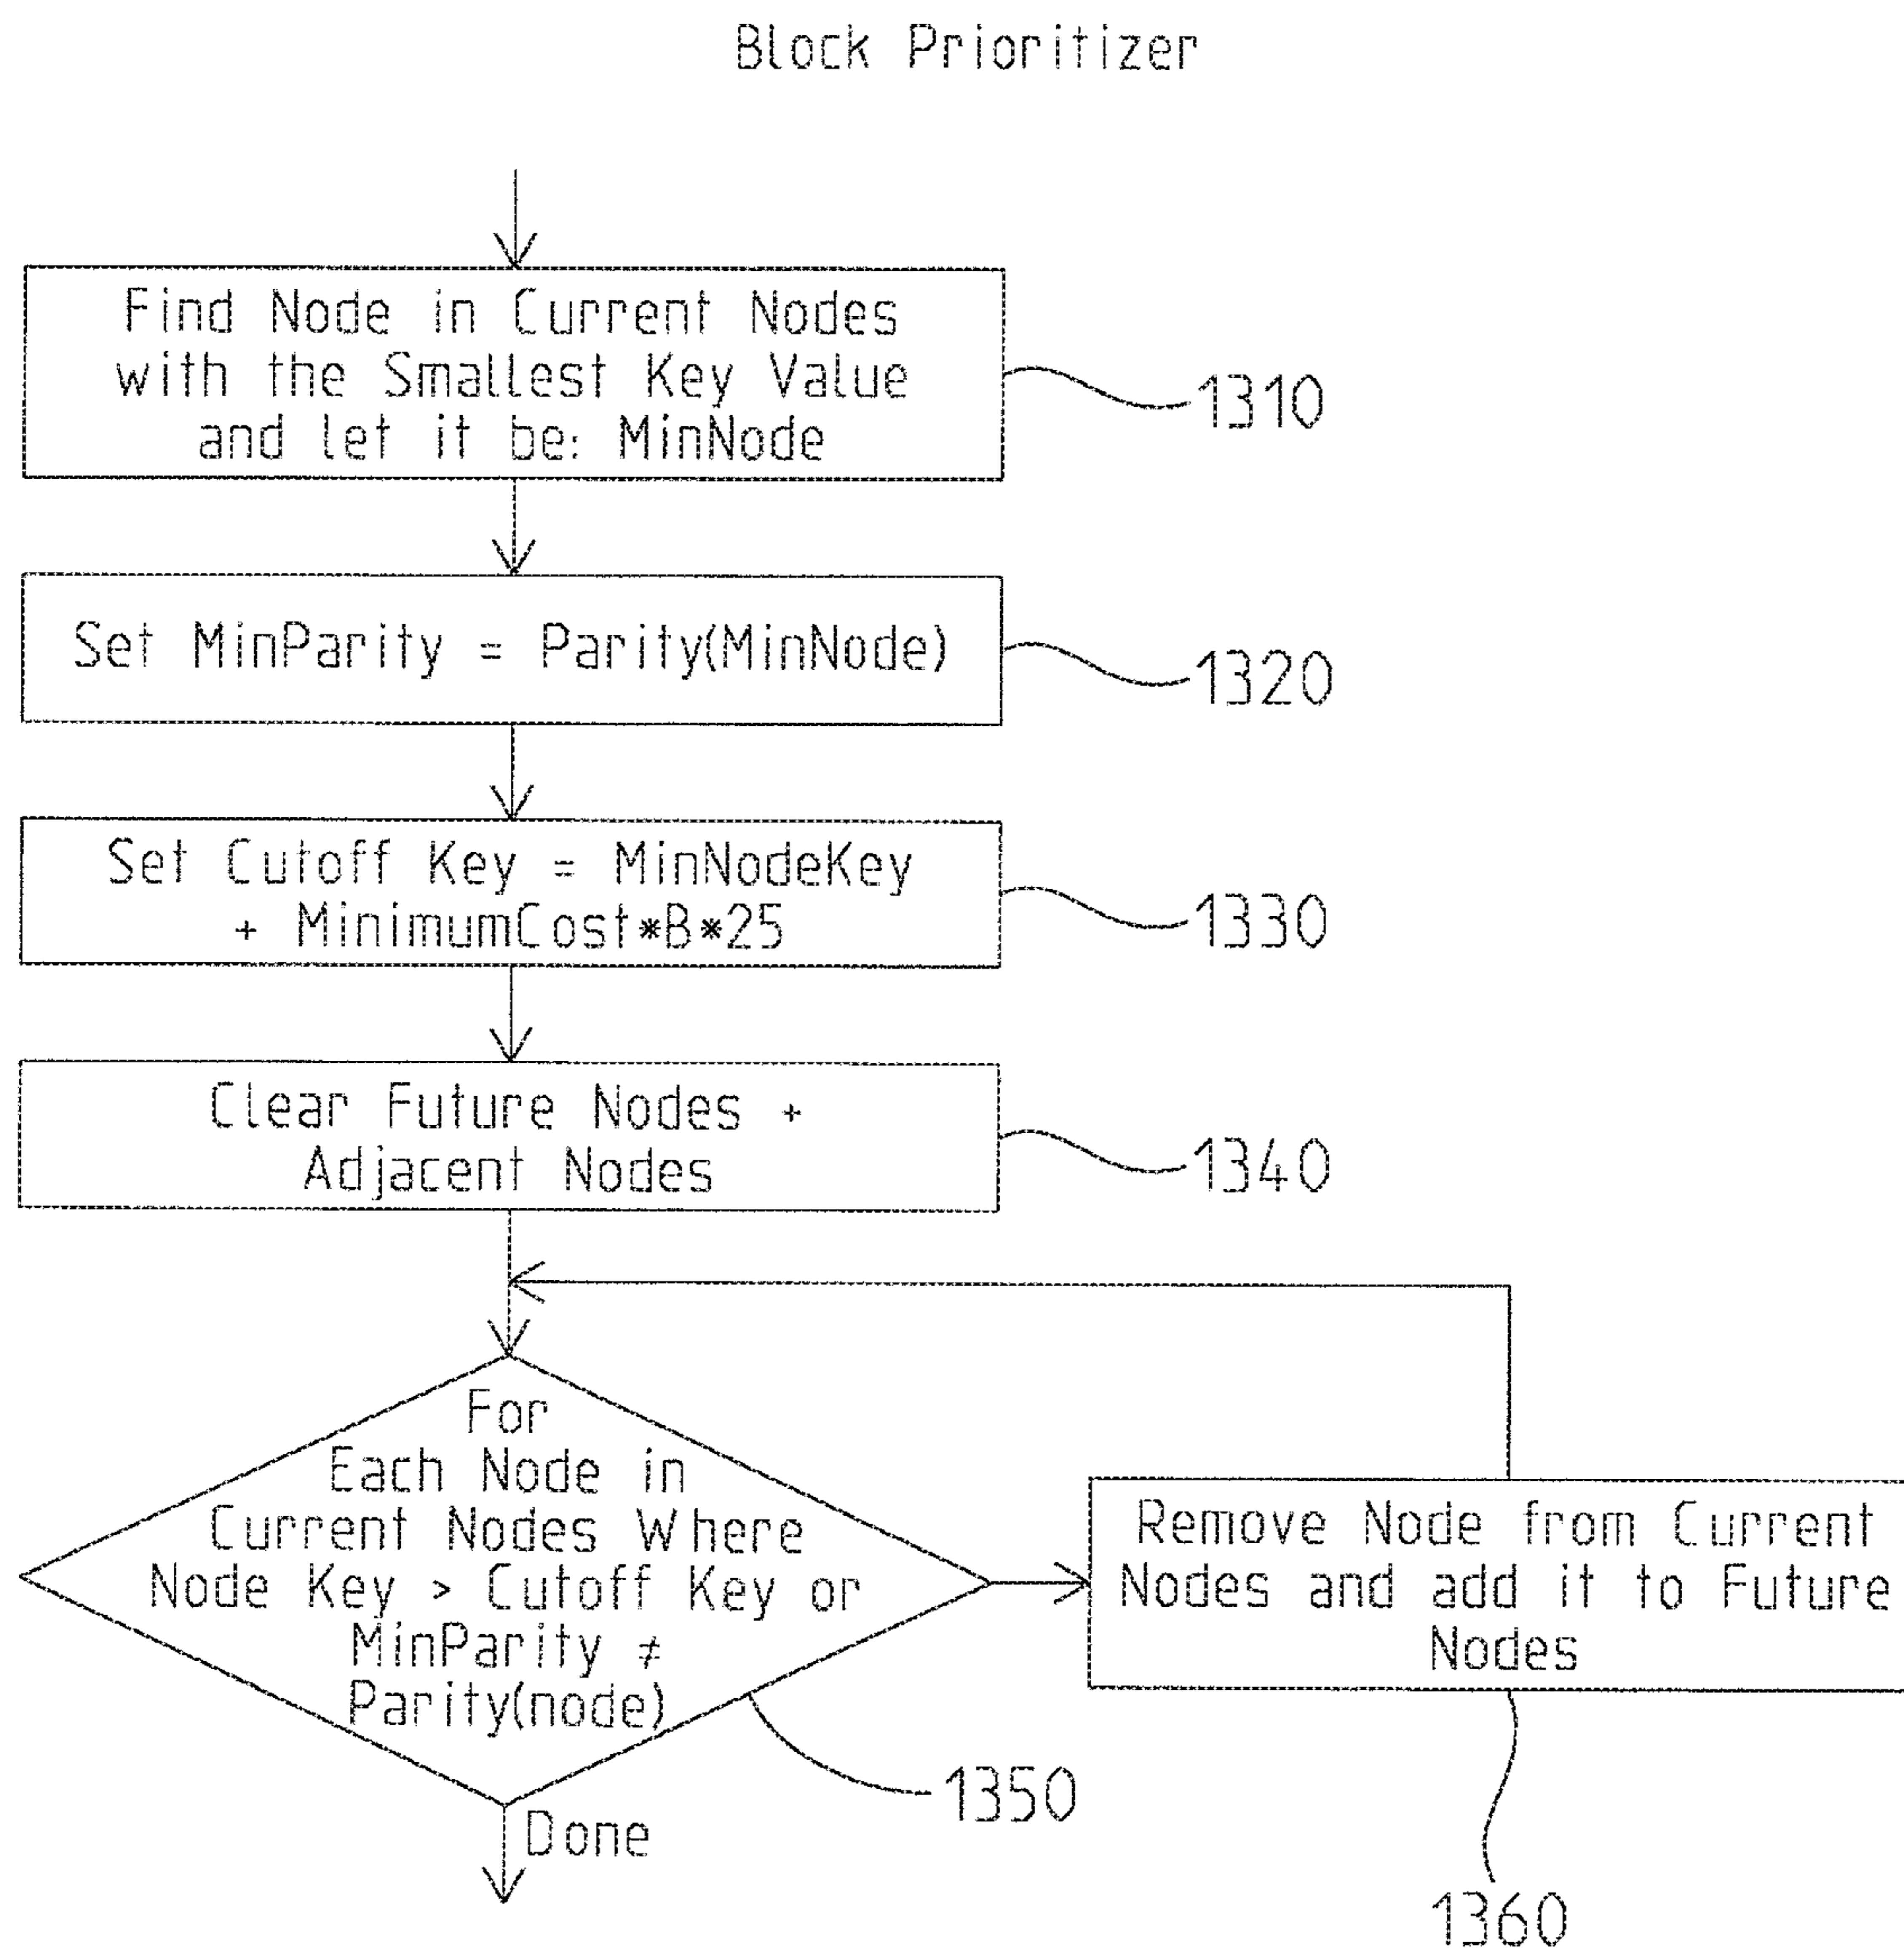 Block Prioritizer
Find Node in Current Nodes
with the Smallest Key Value
and let it be: MinNode
1310
Set MinParity = Parity(MinNode)
1320
Set Cutoff Key = MinNodeKey
+ MinimumCost*B*25
1330
Clear Future Nodes +
Adjacent Nodes
1340
For
Each Node in
Current Nodes Where
Node Key > Cutoff Key or
MinParity ≠
Parity(node)
1350
Remove Node from Current
Nodes and add it to Future
Nodes
1360
Done